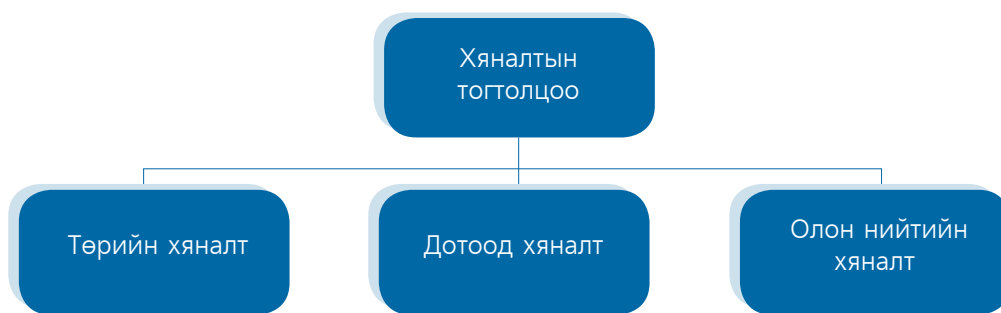 Хяналтын
тогтолцоо
Төрийн хяналт
Дотоод хяналт
Олон нийтийн
хяналт